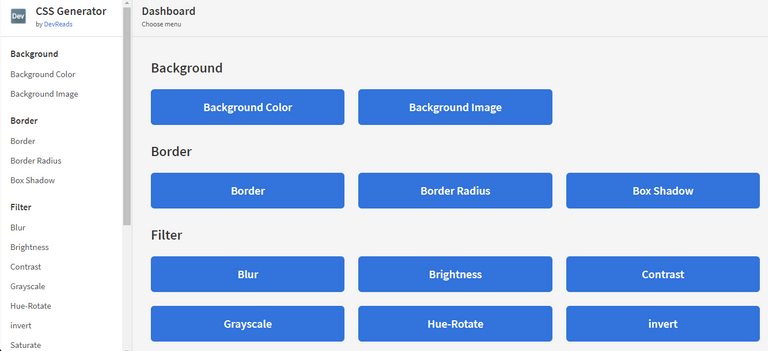 Dev
CSS Generator
by DevReads
Background
Background Color
Background Image
Border
Border
Border Radius
Box Shadow
Filter
Blur
Brightness
Contrast
Grayscale
Hue-Rotate
invert
Saturate
Dashboard
Choose menu
Background
Background Color Background Image
Border
Border Border Radius Box Shadow
Filter
Blur Brightness Contrast
Grayscale Hue-Rotate invert